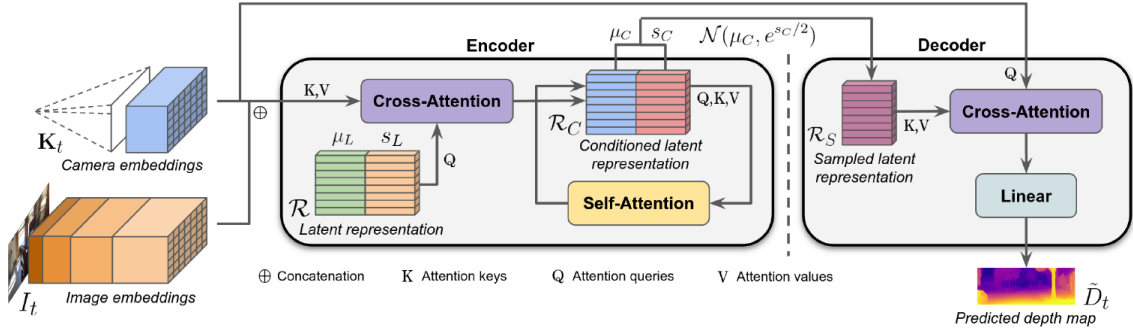 Encoder
μ_C s_C
𝒩(μ_C, e^{s_C/2})
Decoder
K_t
Camera embeddings
⊕
K,V
Cross-Attention
μ_L s_L
Q
ℛ
Latent representation
ℛ_C
Conditioned latent
representation
Q,K,V
Self-Attention
Q
ℛ_S
Sampled latent
representation
K,V
Cross-Attention
Linear
I_t
Image embeddings
⊕ Concatenation
K Attention keys
Q Attention queries
V Attention values
D̃_t
Predicted depth map